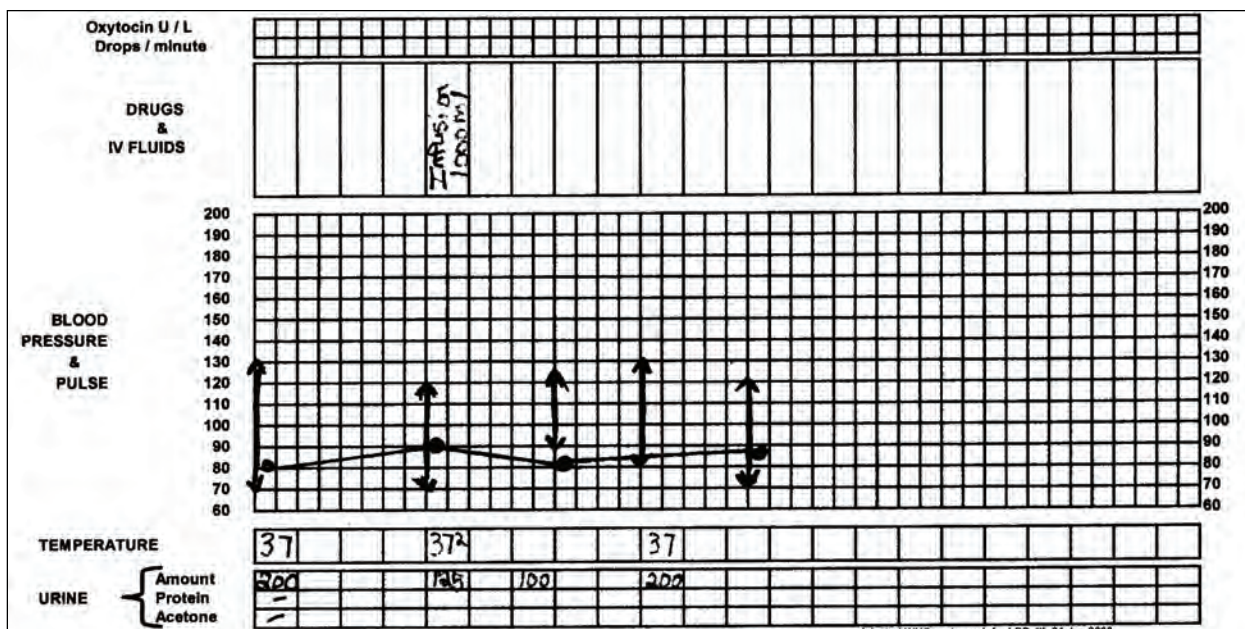 Oxytocin U / L
Drops / minute
DRUGS
&
IV FLUIDS
Infusion
1000 ml
200
190
180
170
160
150
140
130
120
110
100
90
80
70
60
BLOOD
PRESSURE
&
PULSE
200
190
180
170
160
150
140
130
120
110
100
90
80
70
60
TEMPERATURE 37 37² 37
URINE
Amount 200 125 100 200
Protein -
Acetone -